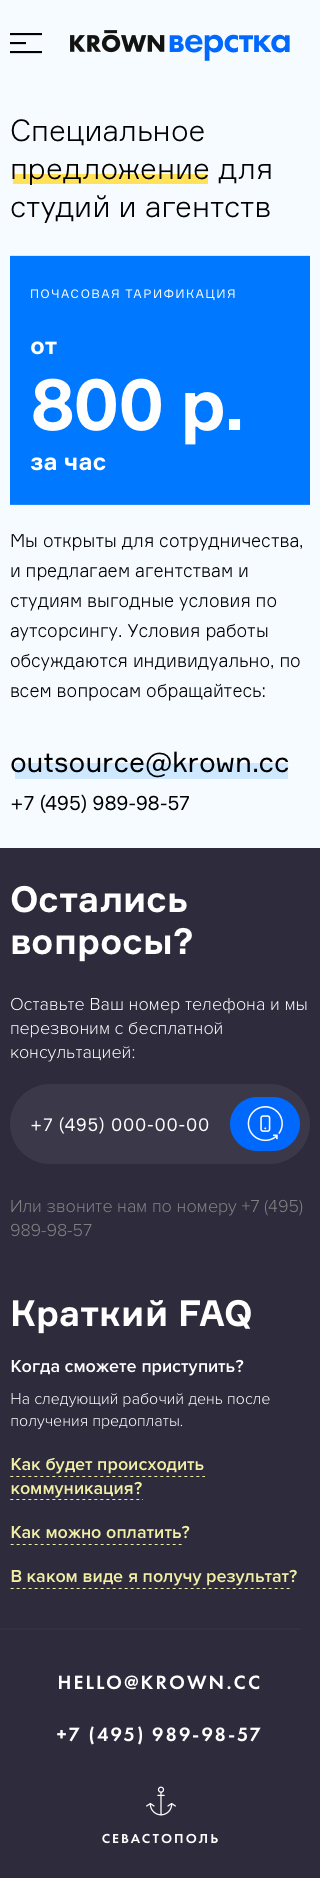 KRŌWN верстка
Специальное
предложение для
студий и агентств
ПОЧАСОВАЯ ТАРИФИКАЦИЯ
от
800 р.
за час
Мы открыты для сотрудничества,
и предлагаем агентствам и
студиям выгодные условия по
аутсорсингу. Условия работы
обсуждаются индивидуально, по
всем вопросам обращайтесь:
outsource@krown.cc
+7 (495) 989-98-57
Остались
вопросы?
Оставьте Ваш номер телефона и мы
перезвоним с бесплатной
консультацией:
+7 (495) 000-00-00
Или звоните нам по номеру +7 (495)
989-98-57
Краткий FAQ
Когда сможете приступить?
На следующий рабочий день после
получения предоплаты.
Как будет происходить
коммуникация?
Как можно оплатить?
В каком виде я получу результат?
HELLO@KROWN.CC
+7 (495) 989-98-57
СЕВАСТОПОЛЬ